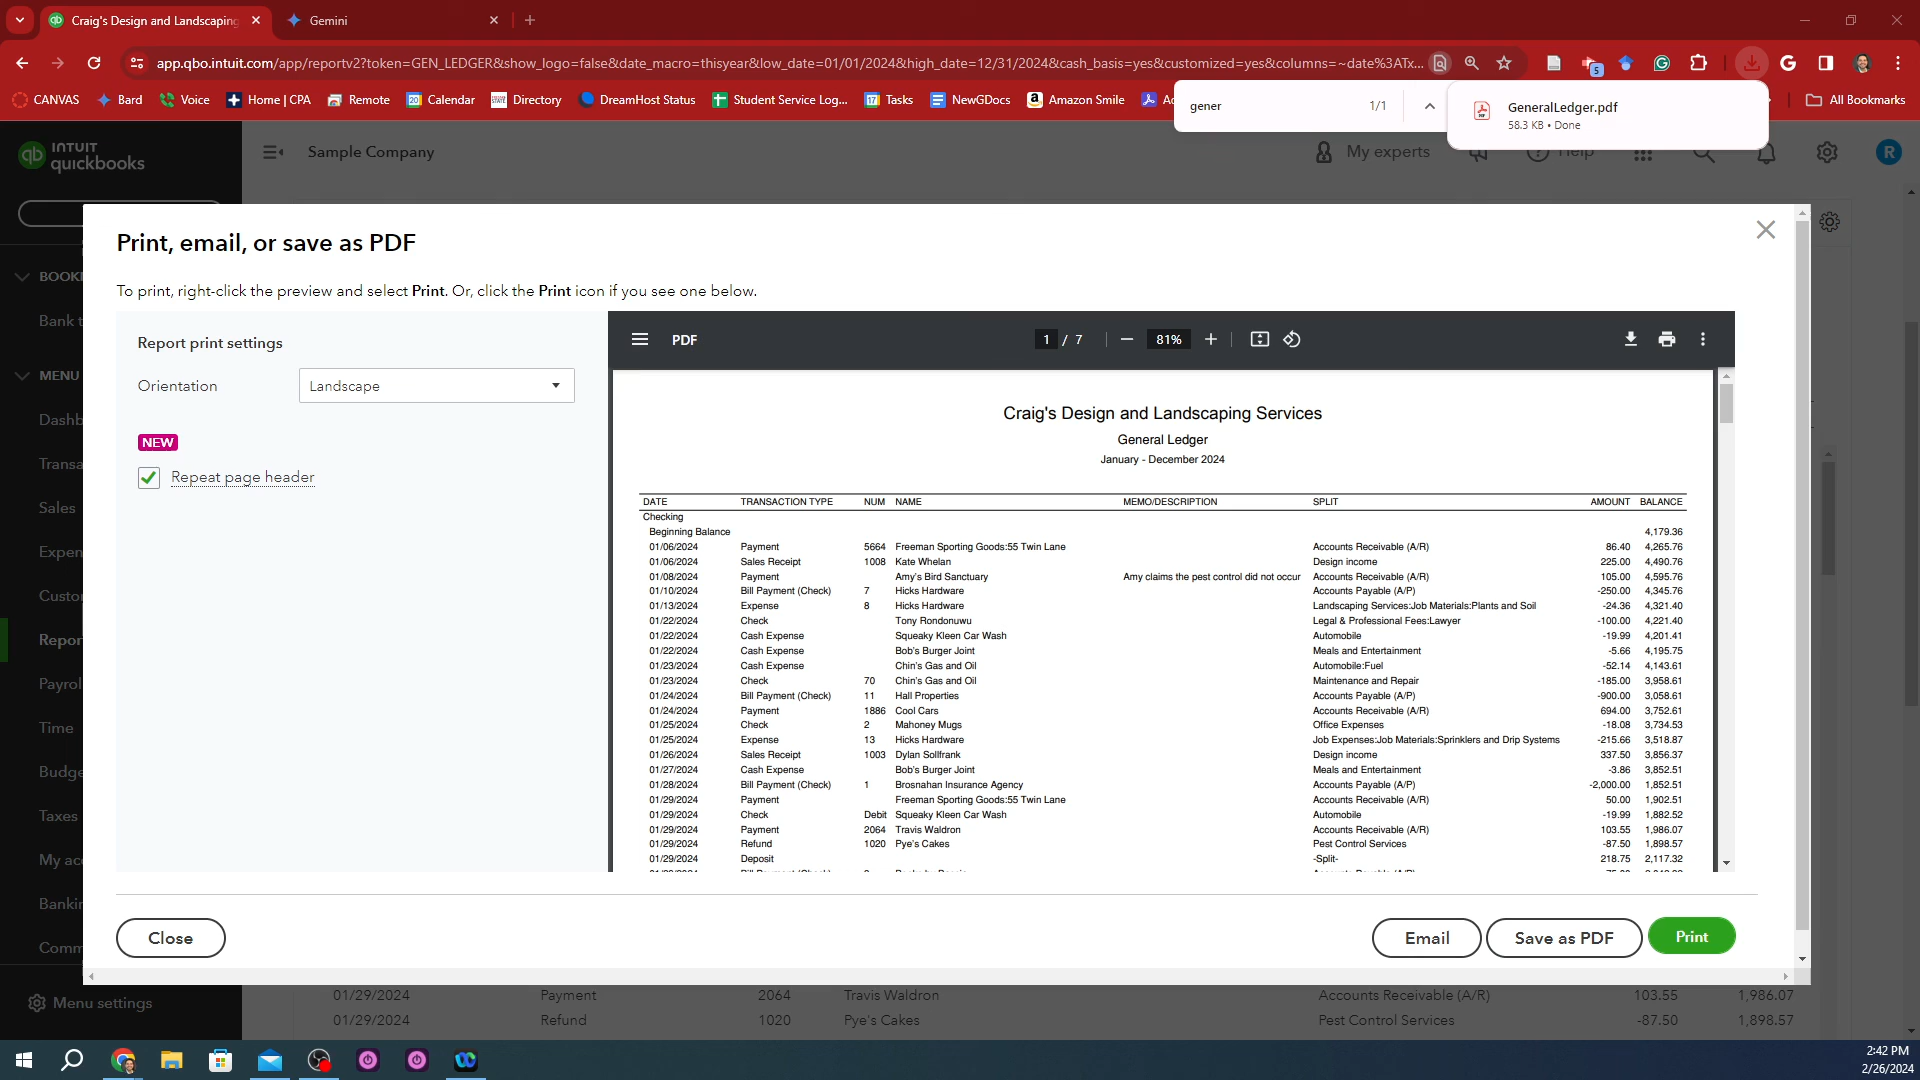 Craig's Design and Landscaping
Gemini
app.qbo.intuit.com/app/reportv2?token=GEN_LEDGER&show_logo=false&date_macro=thisyear&low_date=01/01/2024&high_date=12/31/2024&cash_basis=yes&customized=yes&columns=~date%3ATx...
5
CANVAS
Bard
Voice
Home | CPA
Remote
Calendar
Directory
DreamHost Status
Student Service Log...
Tasks
NewGDocs
Amazon Smile
All Bookmarks
gener
1/1
GeneralLedger.pdf
58.3 KB • Done
INTUIT
quickbooks
Sample Company
My experts
Help
R
Print, email, or save as PDF
To print, right-click the preview and select Print. Or, click the Print icon if you see one below.
BOOK
Bank t
MENU
Dashb
Transa
Sales
Expen
Custo
Repor
Payrol
Time
Budge
Taxes
My ac
Bankin
Comm
Menu settings
Report print settings
Orientation
Landscape
NEW
Repeat page header
PDF
1 / 7
81%
Craig's Design and Landscaping Services
General Ledger
January - December 2024
DATE TRANSACTION TYPE NUM NAME MEMO/DESCRIPTION SPLIT AMOUNT BALANCE
Checking
Beginning Balance 4,179.36
01/06/2024 Payment 5664 Freeman Sporting Goods:55 Twin Lane Accounts Receivable (A/R) 86.40 4,265.76
01/06/2024 Sales Receipt 1008 Kate Whelan Design income 225.00 4,490.76
01/08/2024 Payment Amy's Bird Sanctuary Amy claims the pest control did not occur Accounts Receivable (A/R) 105.00 4,595.76
01/10/2024 Bill Payment (Check) 7 Hicks Hardware Accounts Payable (A/P) -250.00 4,345.76
01/13/2024 Expense 8 Hicks Hardware Landscaping Services:Job Materials:Plants and Soil -24.36 4,321.40
01/22/2024 Check Tony Rondonuwu Legal & Professional Fees:Lawyer -100.00 4,221.40
01/22/2024 Cash Expense Squeaky Kleen Car Wash Automobile -19.99 4,201.41
01/22/2024 Cash Expense Bob's Burger Joint Meals and Entertainment -5.66 4,195.75
01/23/2024 Cash Expense Chin's Gas and Oil Automobile:Fuel -52.14 4,143.61
01/23/2024 Check 70 Chin's Gas and Oil Maintenance and Repair -185.00 3,958.61
01/24/2024 Bill Payment (Check) 11 Hall Properties Accounts Payable (A/P) -900.00 3,058.61
01/24/2024 Payment 1886 Cool Cars Accounts Receivable (A/R) 694.00 3,752.61
01/25/2024 Check 2 Mahoney Mugs Office Expenses -18.08 3,734.53
01/25/2024 Expense 13 Hicks Hardware Job Expenses:Job Materials:Sprinklers and Drip Systems -215.66 3,518.87
01/26/2024 Sales Receipt 1003 Dylan Sollfrank Design income 337.50 3,856.37
01/27/2024 Cash Expense Bob's Burger Joint Meals and Entertainment -3.86 3,852.51
01/28/2024 Bill Payment (Check) 1 Brosnahan Insurance Agency Accounts Payable (A/P) -2,000.00 1,852.51
01/29/2024 Payment Freeman Sporting Goods:55 Twin Lane Accounts Receivable (A/R) 50.00 1,902.51
01/29/2024 Check Debit Squeaky Kleen Car Wash Automobile -19.99 1,882.52
01/29/2024 Payment 2064 Travis Waldron Accounts Receivable (A/R) 103.55 1,986.07
01/29/2024 Refund 1020 Pye's Cakes Pest Control Services -87.50 1,898.57
01/29/2024 Deposit -Split- 218.75 2,117.32
Close
Email
Save as PDF
Print
01/29/2024 Payment 2064 Travis Waldron Accounts Receivable (A/R) 103.55 1,986.07
01/29/2024 Refund 1020 Pye's Cakes Pest Control Services -87.50 1,898.57
2:42 PM
2/26/2024